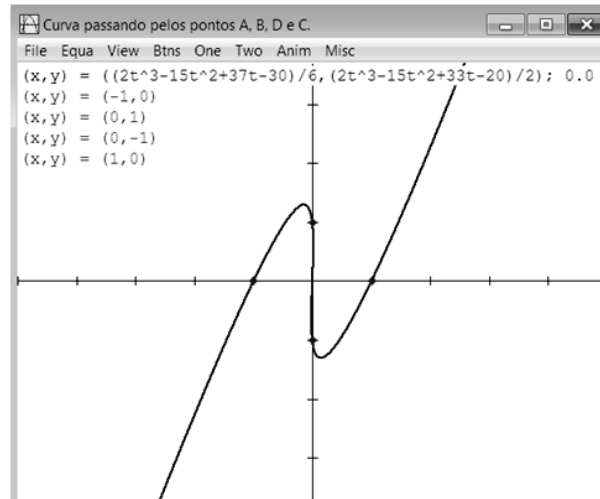 Curva passando pelos pontos A, B, D e C.
File Equa View Btns One Two Anim Misc
(x,y) = ((2t^3-15t^2+37t-30)/6,(2t^3-15t^2+33t-20)/2); 0.0
(x,y) = (-1,0)
(x,y) = (0,1)
(x,y) = (0,-1)
(x,y) = (1,0)